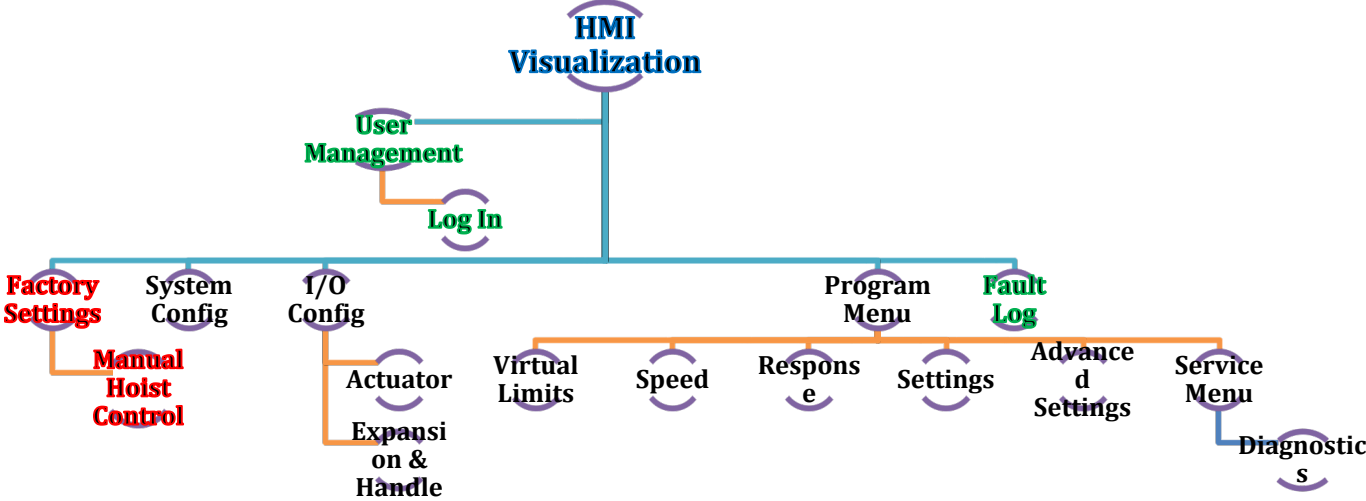 HMI
Visualization
User
Management
Log In
Factory
Settings
System
Config
I/O
Config
Program
Menu
Fault
Log
Manual
Hoist
Control
Actuator
Expansi
on &
Handle
Virtual
Limits
Speed
Respons
e
Settings
Advance
d
Settings
Service
Menu
Diagnostic
s